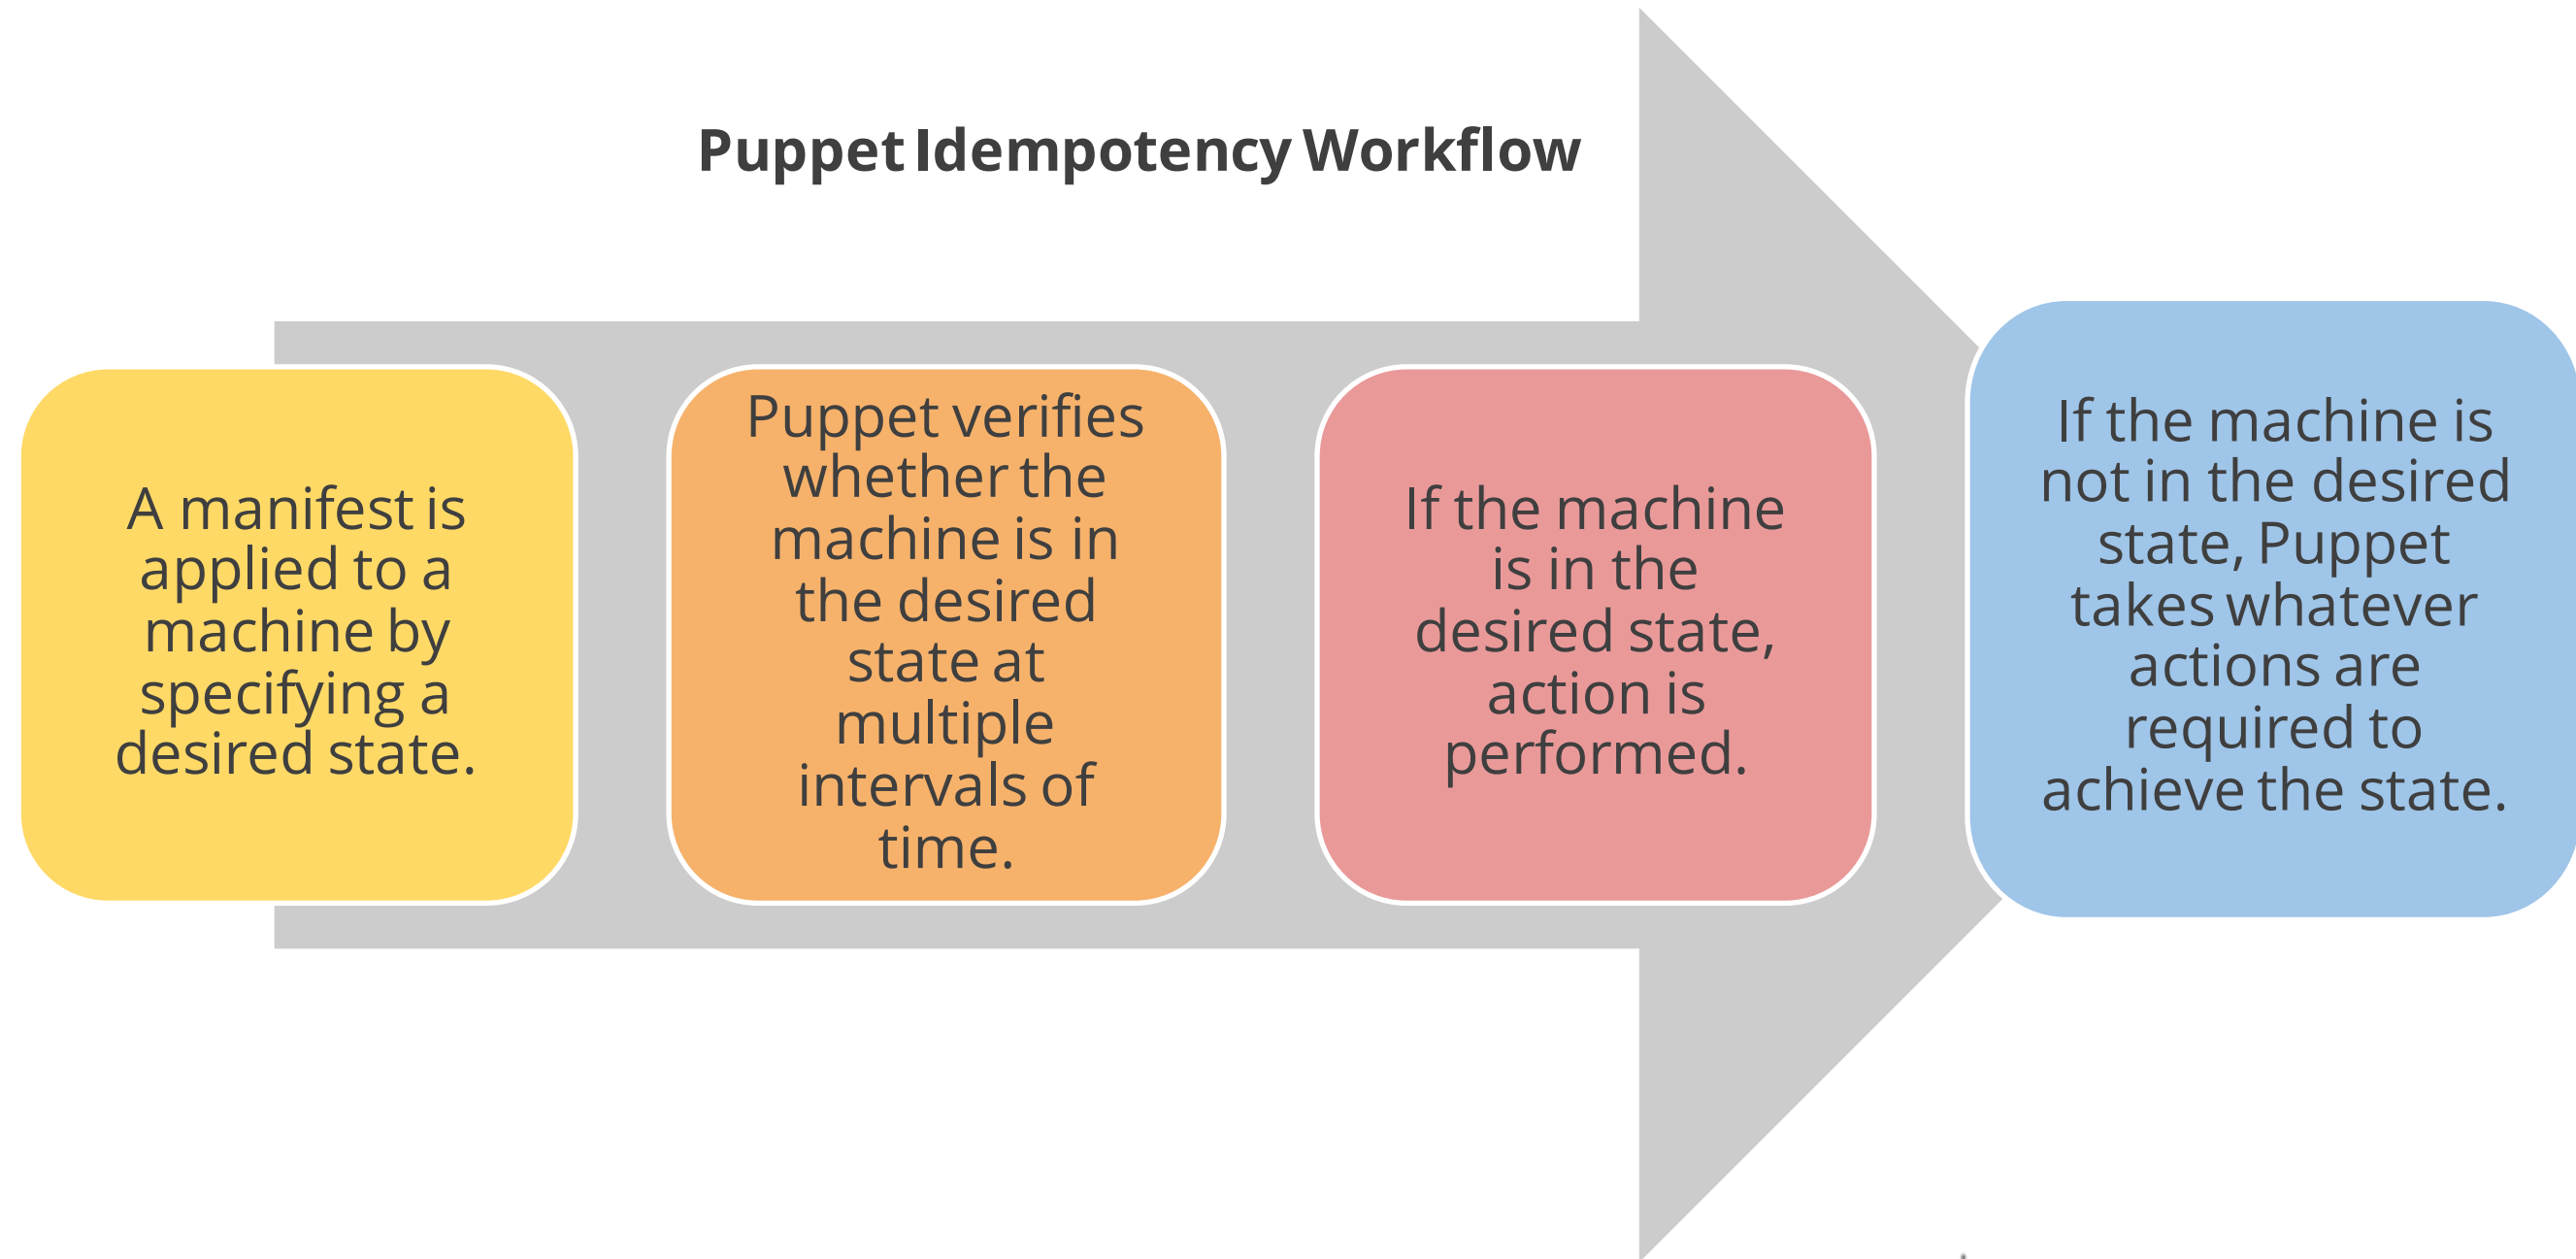 Puppet Idempotency Workflow
A manifest is
applied to a
machine by
specifying a
desired state.
Puppet verifies
whether the
machine is in
the desired
state at
multiple
intervals of
time.
If the machine
is in the
desired state,
action is
performed.
If the machine is
not in the desired
state, Puppet
takes whatever
actions are
required to
achieve the state.